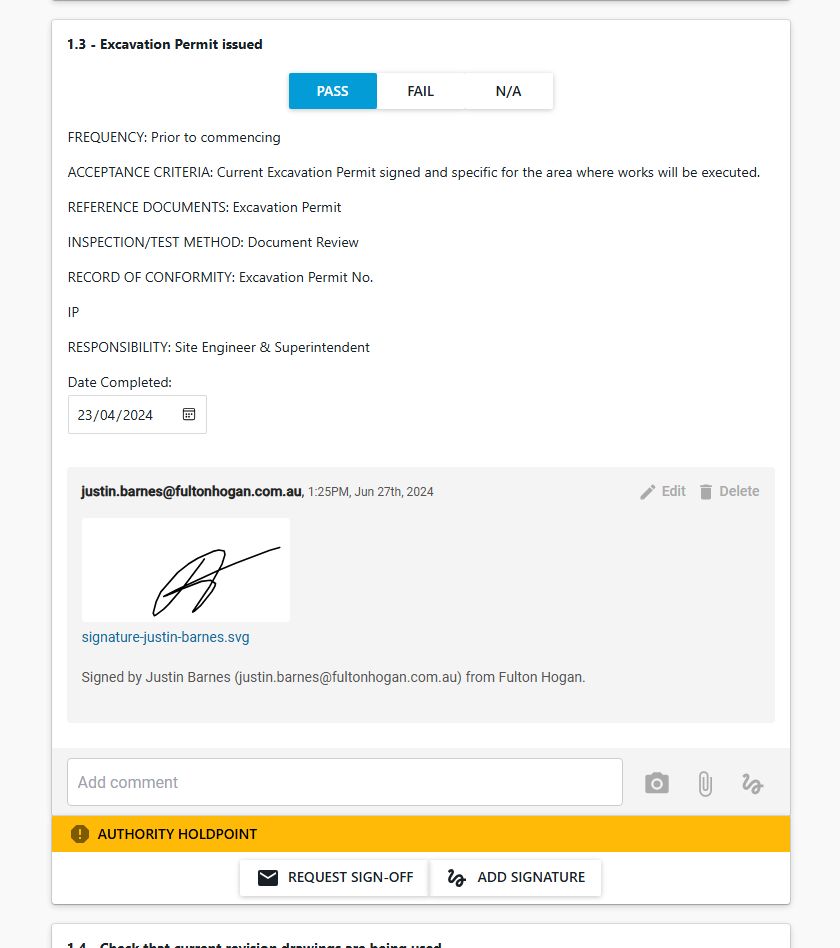 1.3 - Excavation Permit issued
PASS FAIL N/A
FREQUENCY: Prior to commencing
ACCEPTANCE CRITERIA: Current Excavation Permit signed and specific for the area where works will be executed.
REFERENCE DOCUMENTS: Excavation Permit
INSPECTION/TEST METHOD: Document Review
RECORD OF CONFORMITY: Excavation Permit No.
IP
RESPONSIBILITY: Site Engineer & Superintendent
Date Completed:
23/04/2024
justin.barnes@fultonhogan.com.au, 1:25PM, Jun 27th, 2024 Edit Delete
signature-justin-barnes.svg
Signed by Justin Barnes (justin.barnes@fultonhogan.com.au) from Fulton Hogan.
Add comment
AUTHORITY HOLDPOINT
REQUEST SIGN-OFF ADD SIGNATURE
1.4 - Check that current revision drawings are being used